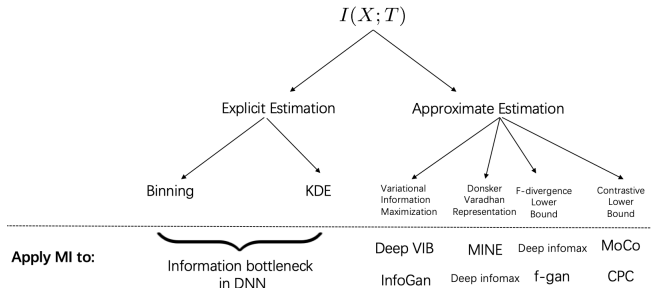 I(X;T)
Explicit Estimation
Approximate Estimation
Binning
KDE
Variational
Information
Maximization
Donsker
Varadhan
Representation
F-divergence
Lower
Bound
Contrastive
Lower
Bound
Apply MI to:
Information bottleneck
in DNN
Deep VIB
MINE
Deep infomax
MoCo
InfoGan
Deep infomax
f-gan
CPC